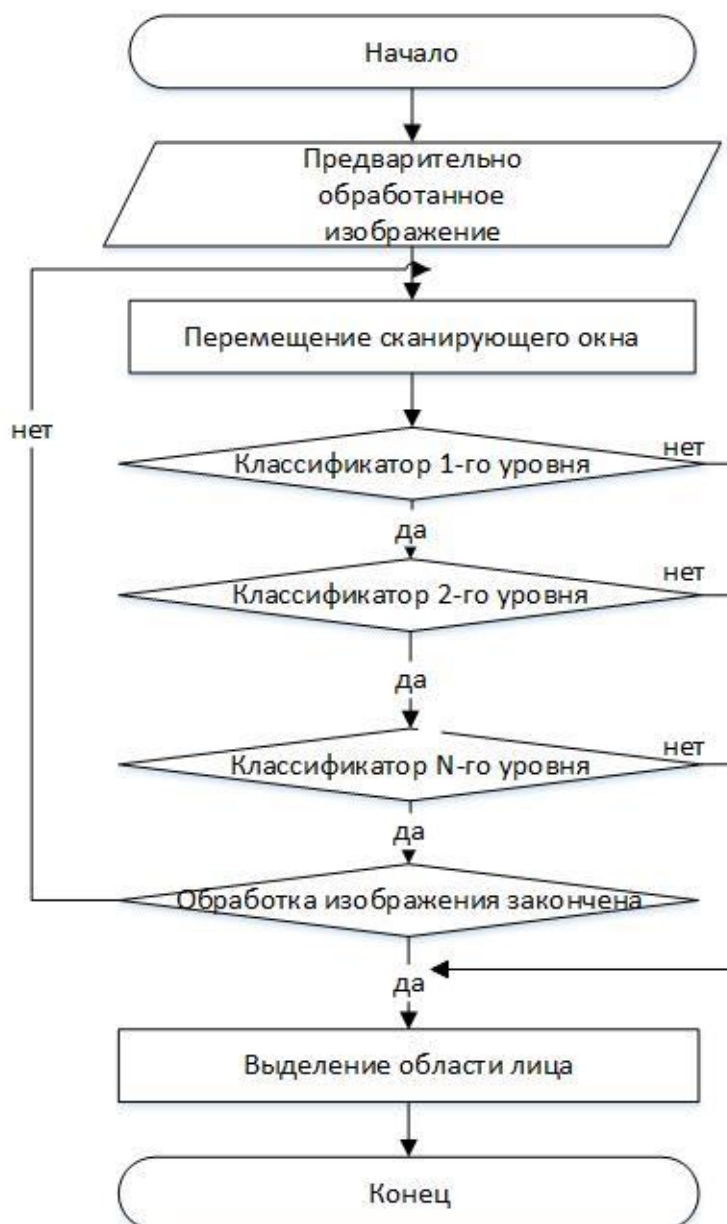 Начало
Предварительно
обработанное
изображение
Перемещение сканирующего окна
нет
Классификатор 1-го уровня
нет
да
Классификатор 2-го уровня
нет
да
Классификатор N-го уровня
нет
да
Обработка изображения закончена
да
Выделение области лица
Конец